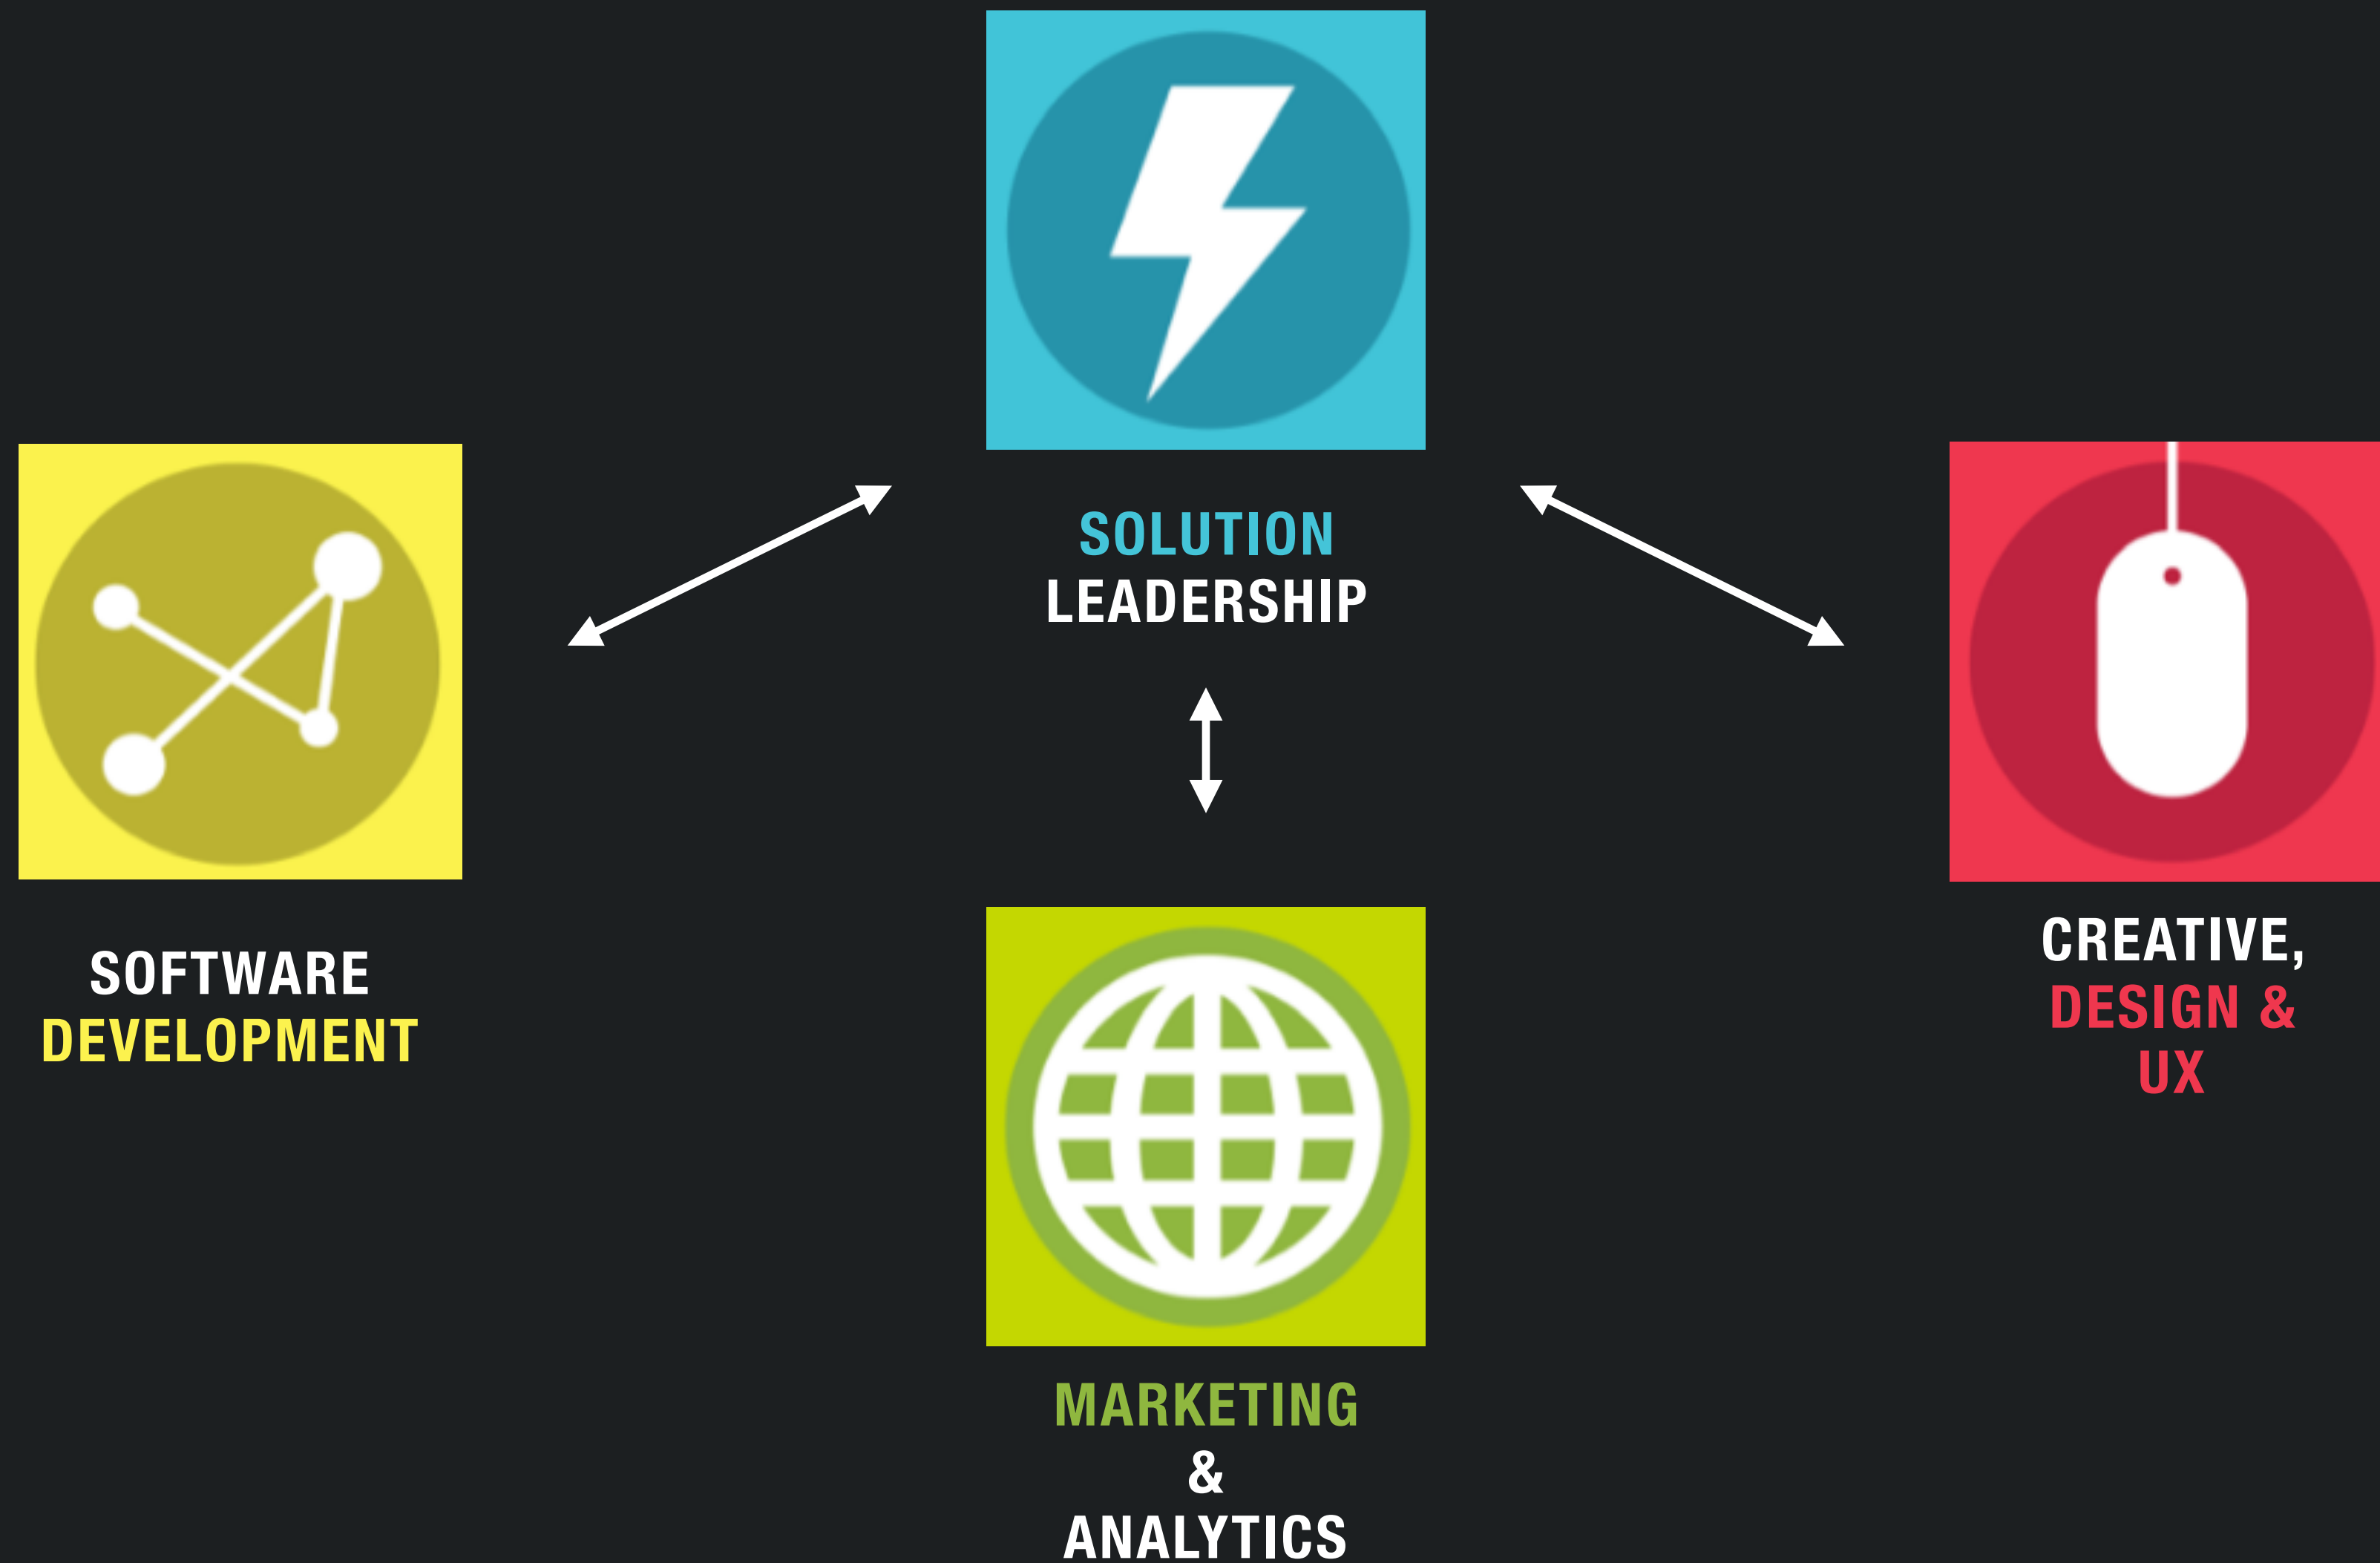 SOLUTION
LEADERSHIP
SOFTWARE
DEVELOPMENT
CREATIVE,
DESIGN &
UX
MARKETING
&
ANALYTICS